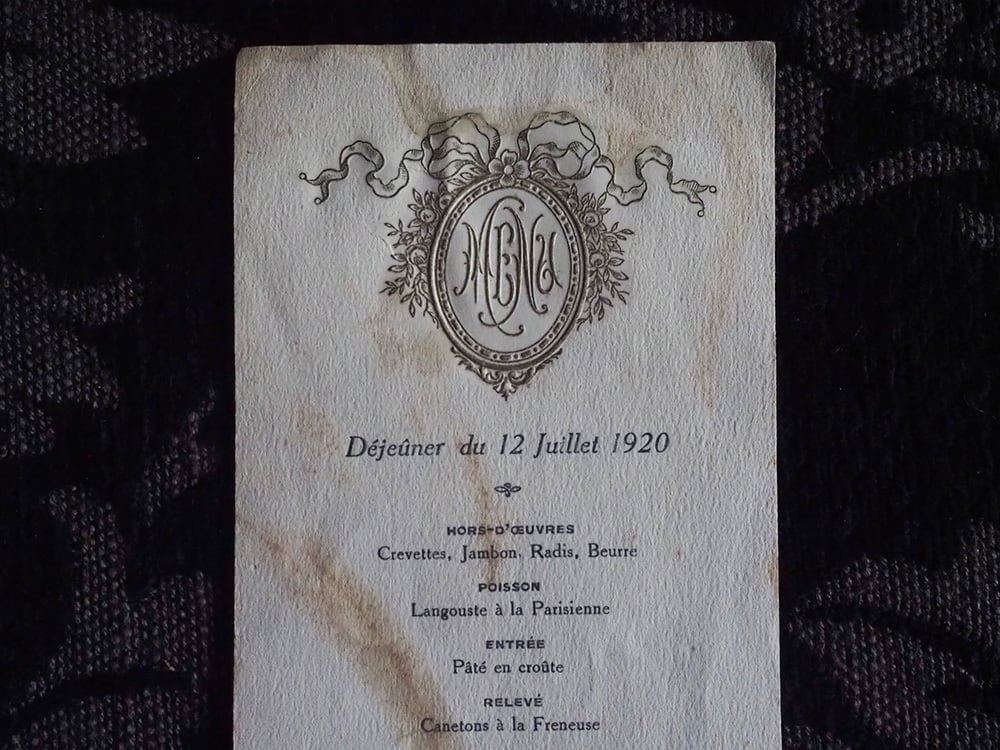 MENU
Déjeûner du 12 Juillet 1920
HORS-D'ŒUVRES
Crevettes, Jambon, Radis, Beurre
POISSON
Langouste à la Parisienne
ENTRÉE
Pâté en croûte
RELEVÉ
Canetons à la Freneuse